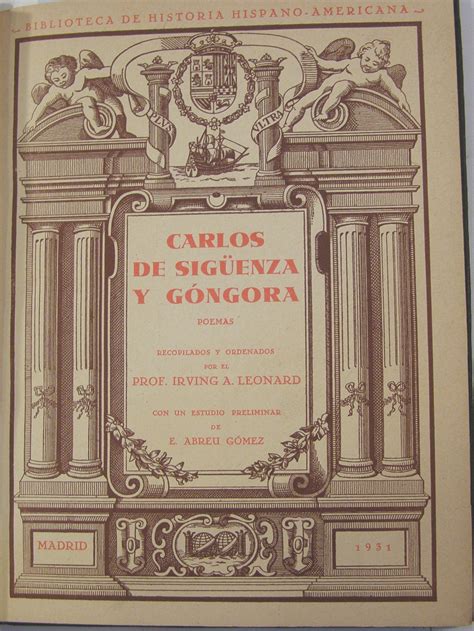 BIBLIOTECA DE HISTORIA HISPANO-AMERICANA
PLVS
VLTRA
CARLOS
DE SIGÜENZA
Y GÓNGORA
POEMAS
RECOPILADOS Y ORDENADOS
POR EL
PROF. IRVING A. LEONARD
CON UN ESTUDIO PRELIMINAR
DE
E. ABREU GÓMEZ
MADRID
1931